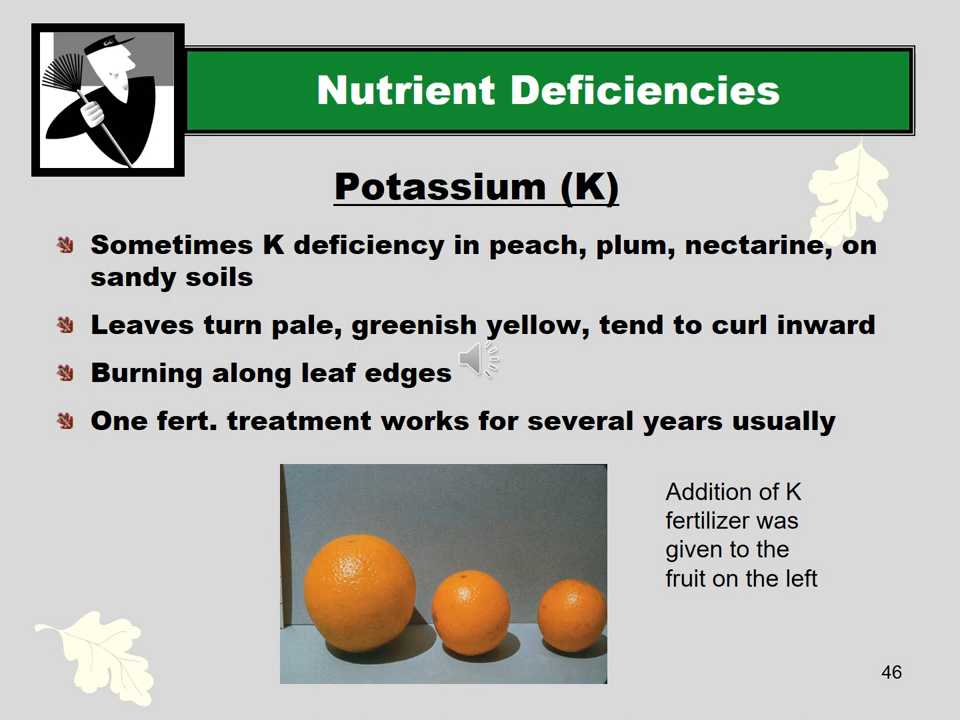 Nutrient Deficiencies
Potassium (K)
Sometimes K deficiency in peach, plum, nectarine, on
sandy soils
Leaves turn pale, greenish yellow, tend to curl inward
Burning along leaf edges
One fert. treatment works for several years usually
Addition of K
fertilizer was
given to the
fruit on the left
46